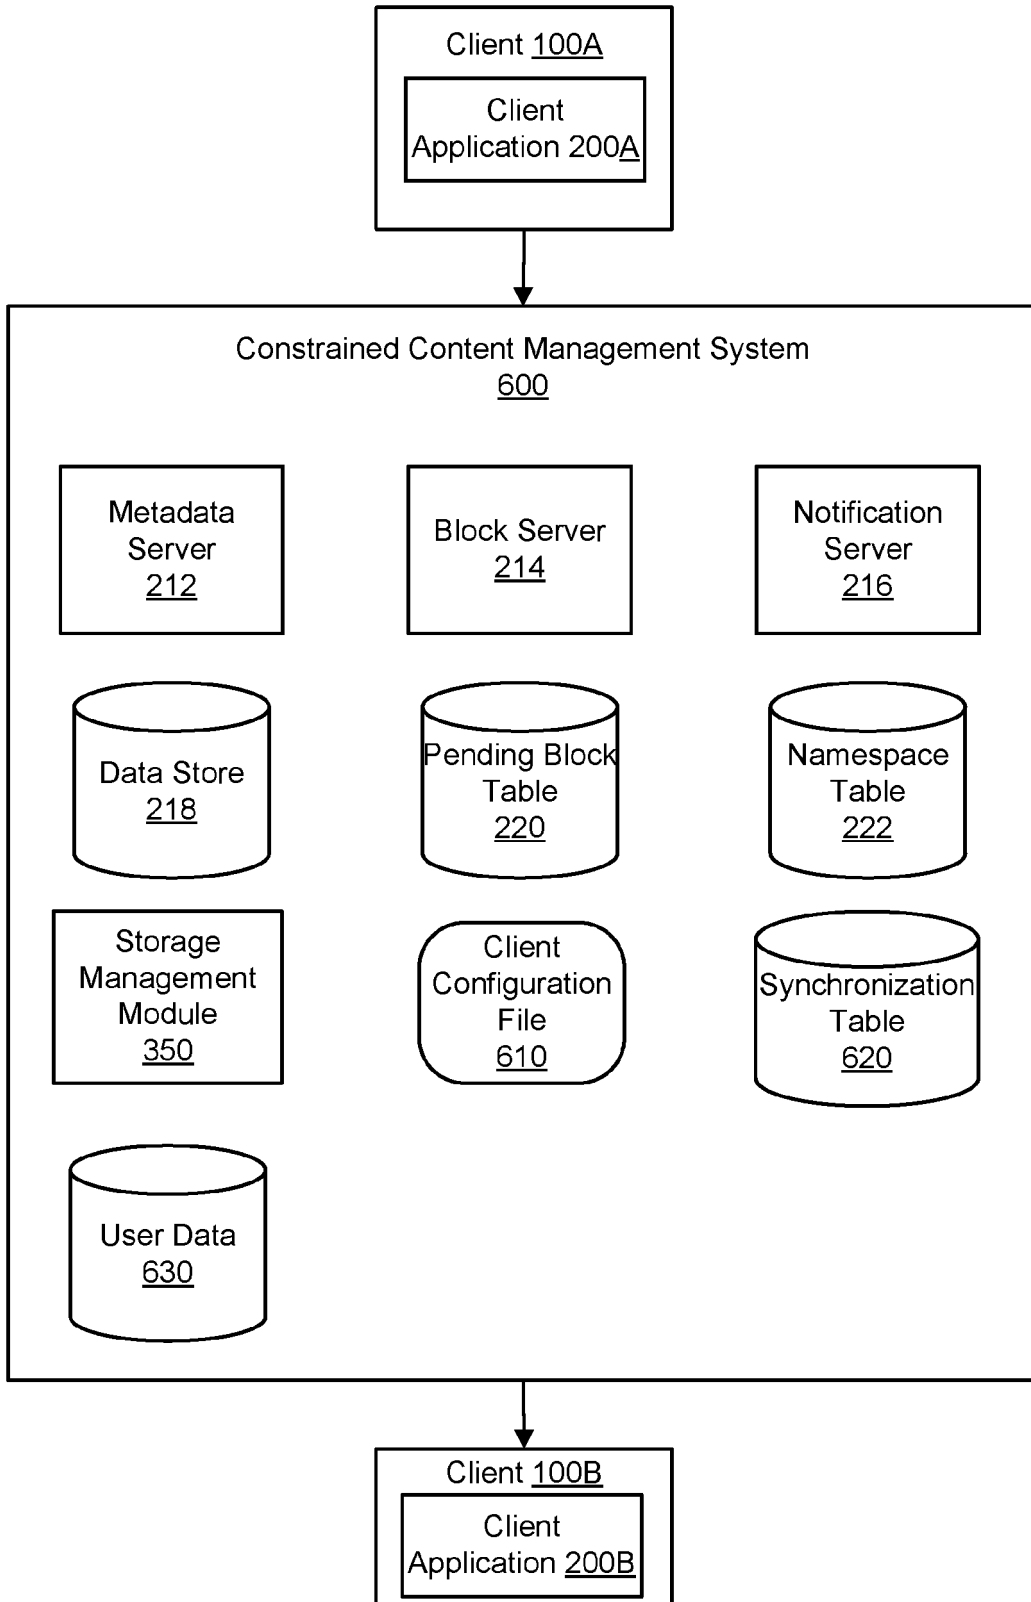 Client 100A
Client
Application 200A
Constrained Content Management System
600
Metadata
Server
212
Block Server
214
Notification
Server
216
Data Store
218
Pending Block
Table
220
Namespace
Table
222
Storage
Management
Module
350
Client
Configuration
File
610
Synchronization
Table
620
User Data
630
Client 100B
Client
Application 200B